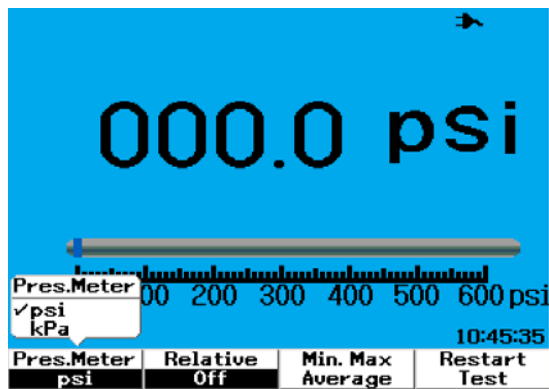 000.0 psi
00 200 300 400 500 600 psi
Pres.Meter
✓psi
kPa
10:45:35
Pres.Meter Relative Min. Max Restart
psi Off Average Test